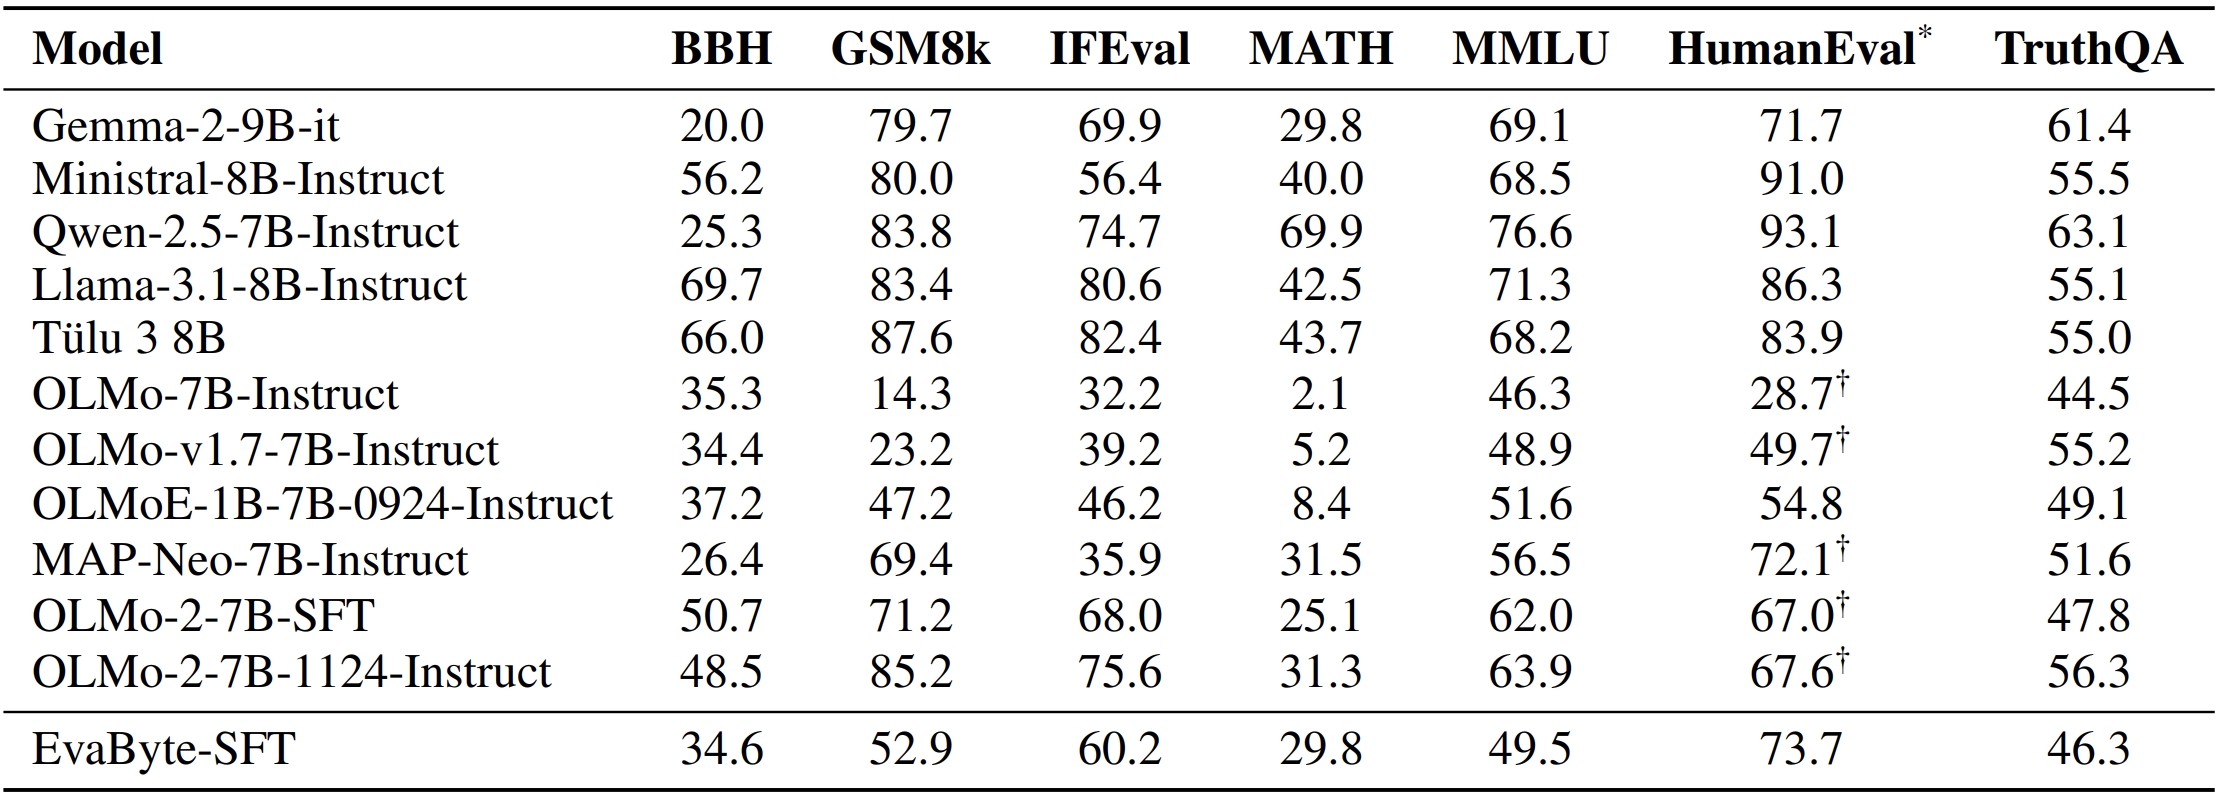 Model BBH GSM8k IFEval MATH MMLU HumanEval* TruthQA
Gemma-2-9B-it 20.0 79.7 69.9 29.8 69.1 71.7 61.4
Ministral-8B-Instruct 56.2 80.0 56.4 40.0 68.5 91.0 55.5
Qwen-2.5-7B-Instruct 25.3 83.8 74.7 69.9 76.6 93.1 63.1
Llama-3.1-8B-Instruct 69.7 83.4 80.6 42.5 71.3 86.3 55.1
Tülu 3 8B 66.0 87.6 82.4 43.7 68.2 83.9 55.0
OLMo-7B-Instruct 35.3 14.3 32.2 2.1 46.3 28.7† 44.5
OLMo-v1.7-7B-Instruct 34.4 23.2 39.2 5.2 48.9 49.7† 55.2
OLMoE-1B-7B-0924-Instruct 37.2 47.2 46.2 8.4 51.6 54.8 49.1
MAP-Neo-7B-Instruct 26.4 69.4 35.9 31.5 56.5 72.1† 51.6
OLMo-2-7B-SFT 50.7 71.2 68.0 25.1 62.0 67.0† 47.8
OLMo-2-7B-1124-Instruct 48.5 85.2 75.6 31.3 63.9 67.6† 56.3
EvaByte-SFT 34.6 52.9 60.2 29.8 49.5 73.7 46.3